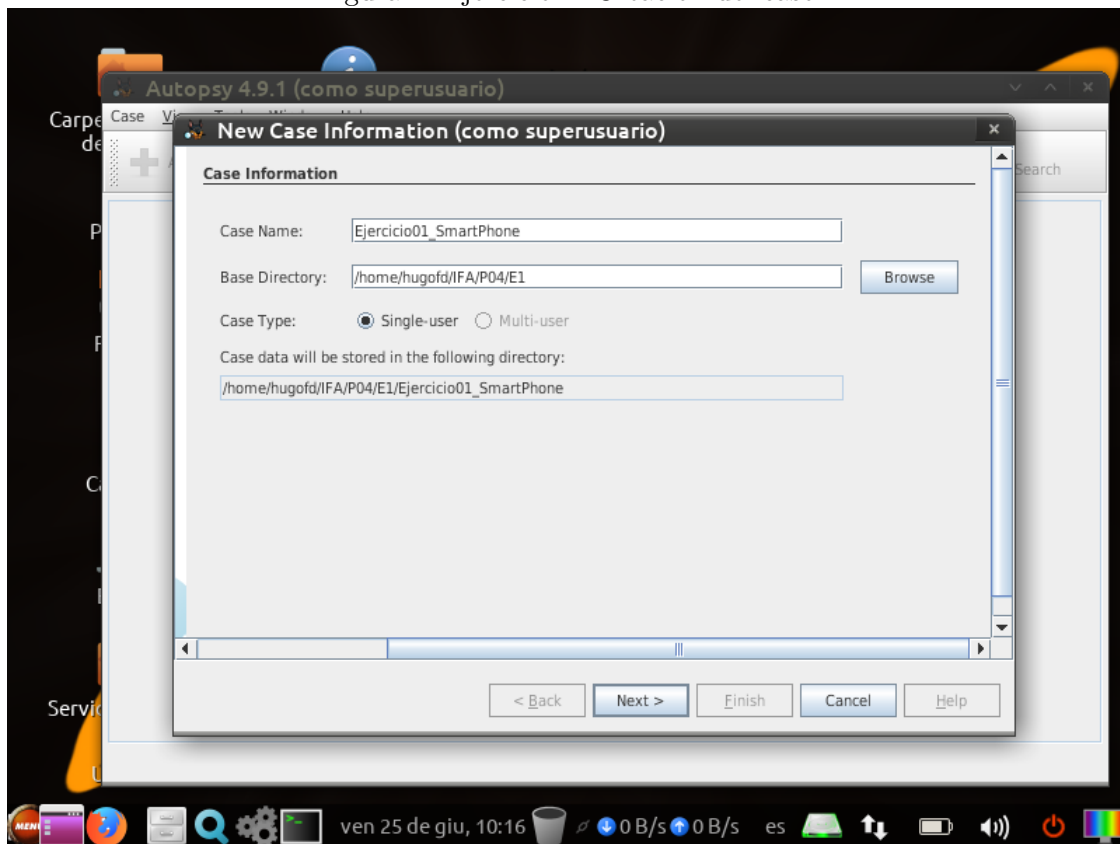 Autopsy 4.9.1 (como superusuario)
Case
New Case Information (como superusuario)
Search
Case Information
Case Name:
Ejercicio01_SmartPhone
Base Directory:
/home/hugofd/IFA/P04/E1
Browse
Case Type:
Single-user
Multi-user
Case data will be stored in the following directory:
/home/hugofd/IFA/P04/E1/Ejercicio01_SmartPhone
< Back
Next >
Finish
Cancel
Help
MENU
ven 25 de giu, 10:16
0 B/s
0 B/s
es